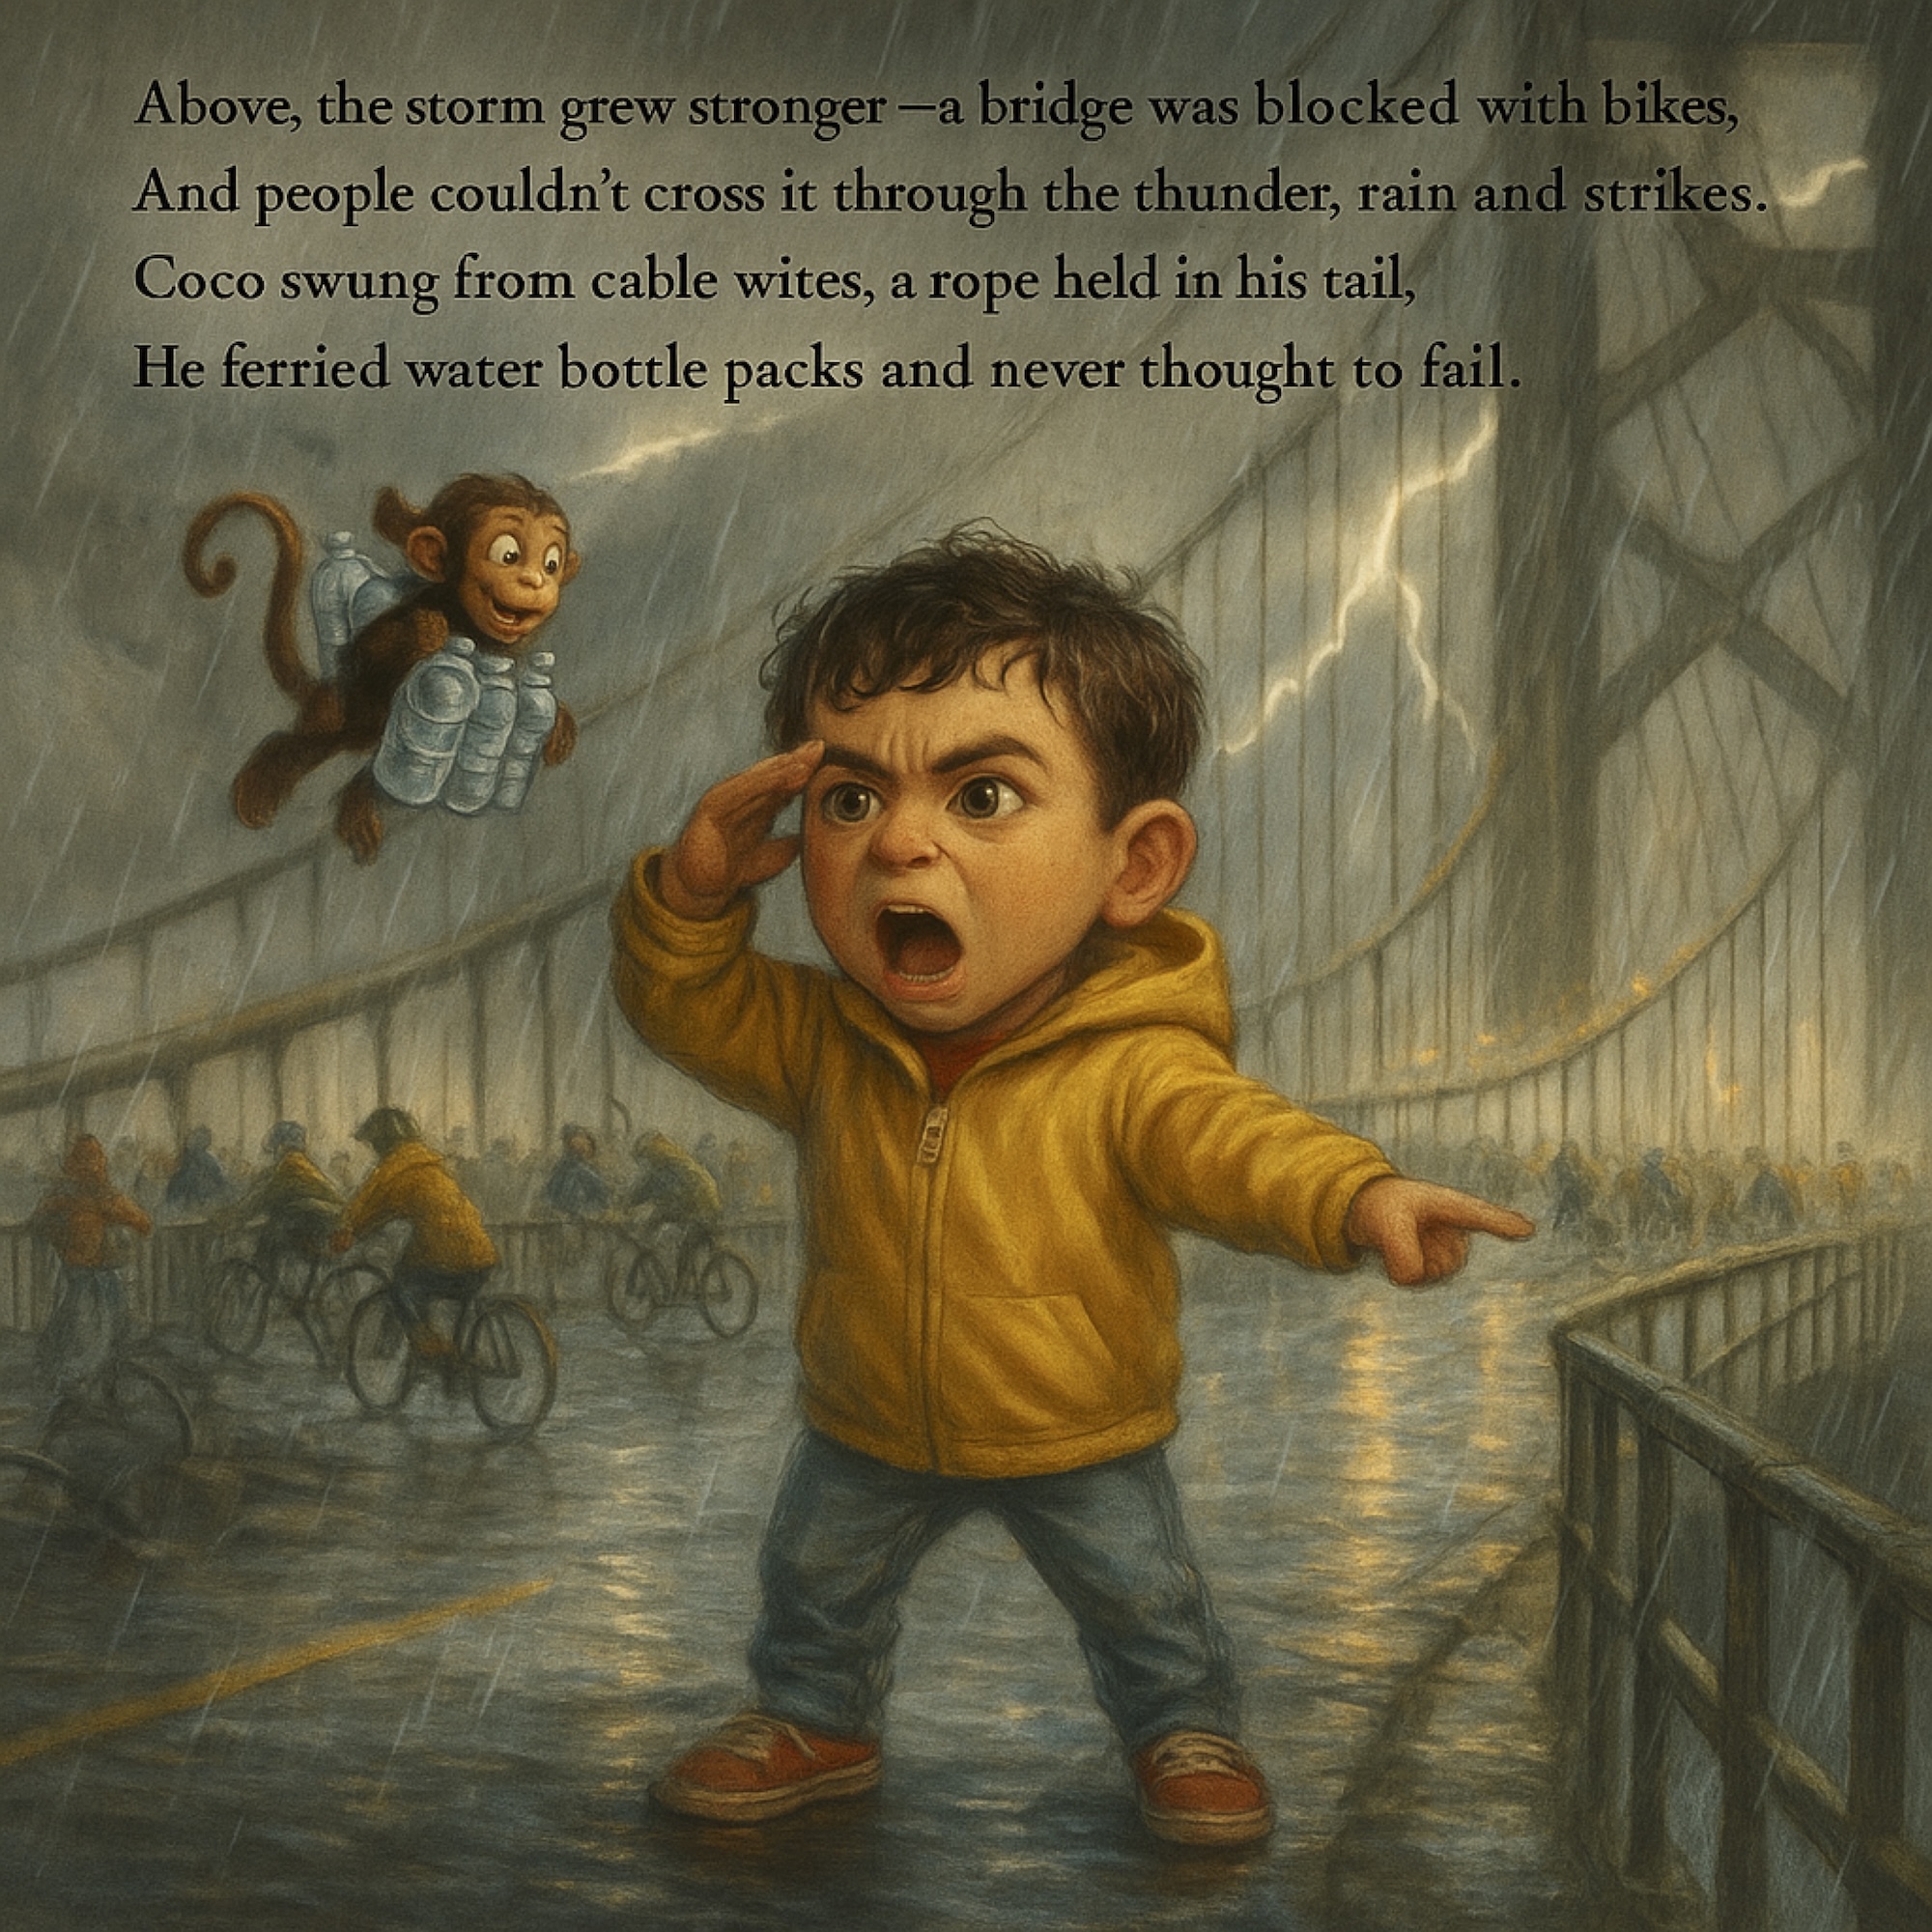 Above, the storm grew stronger—a bridge was blocked with bikes,
And people couldn't cross it through the thunder, rain and strikes.
Coco swung from cable wites, a rope held in his tail,
He ferried water bottle packs and never thought to fail.